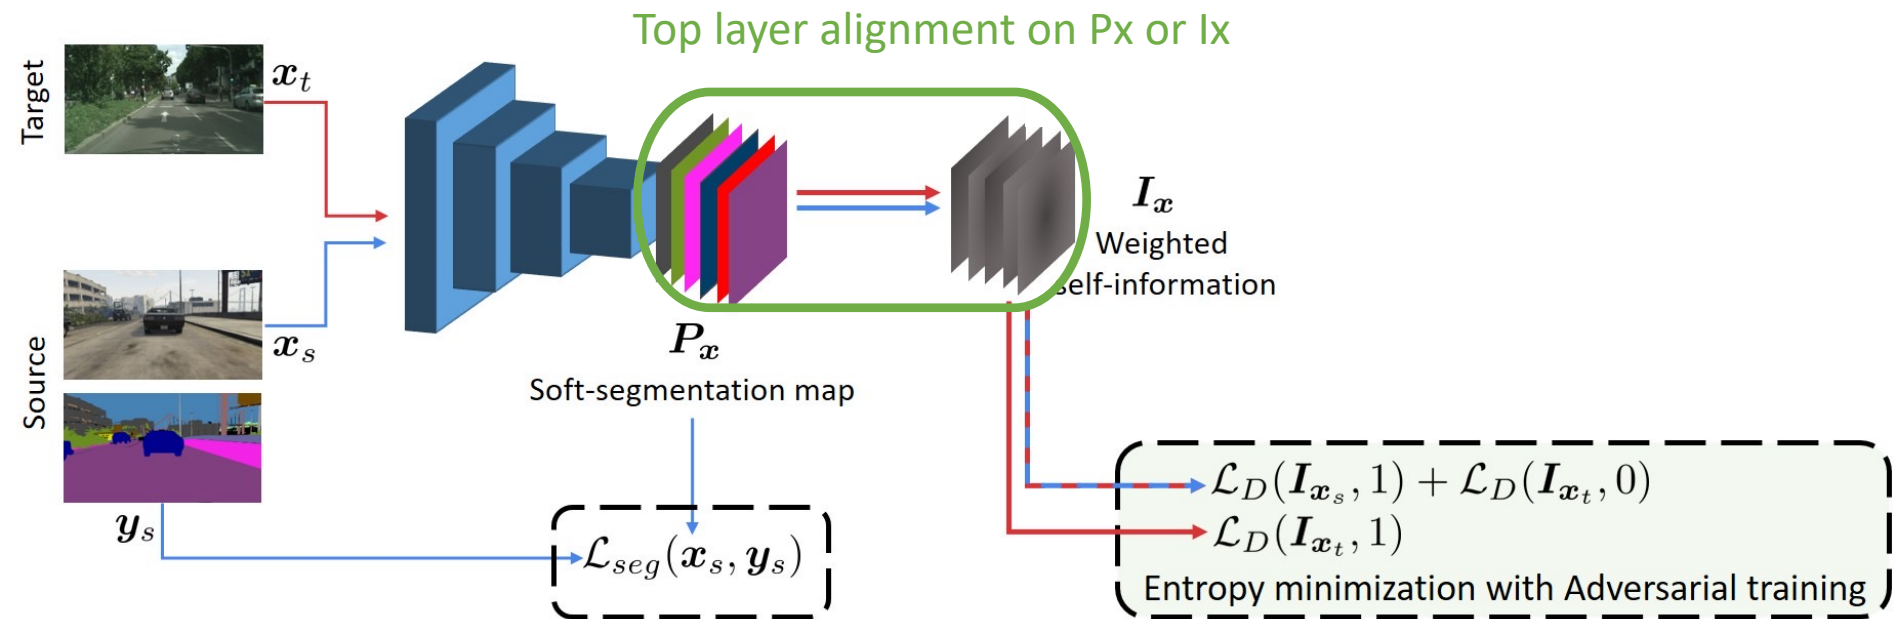 Top layer alignment on Px or Ix
Target
x_t
Source
x_s
y_s
P_x
Soft-segmentation map
I_x
Weighted
self-information
ℒ_seg(x_s, y_s)
ℒ_D(I_{x_s}, 1) + ℒ_D(I_{x_t}, 0)
ℒ_D(I_{x_t}, 1)
Entropy minimization with Adversarial training